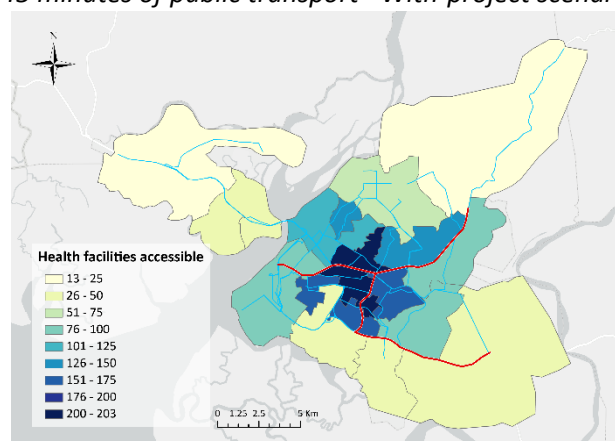 45 minutes of public transport - With-project scenar
N
Health facilities accessible
13 - 25
26 - 50
51 - 75
76 - 100
101 - 125
126 - 150
151 - 175
176 - 200
200 - 203
0 1.25 2.5 5 Km